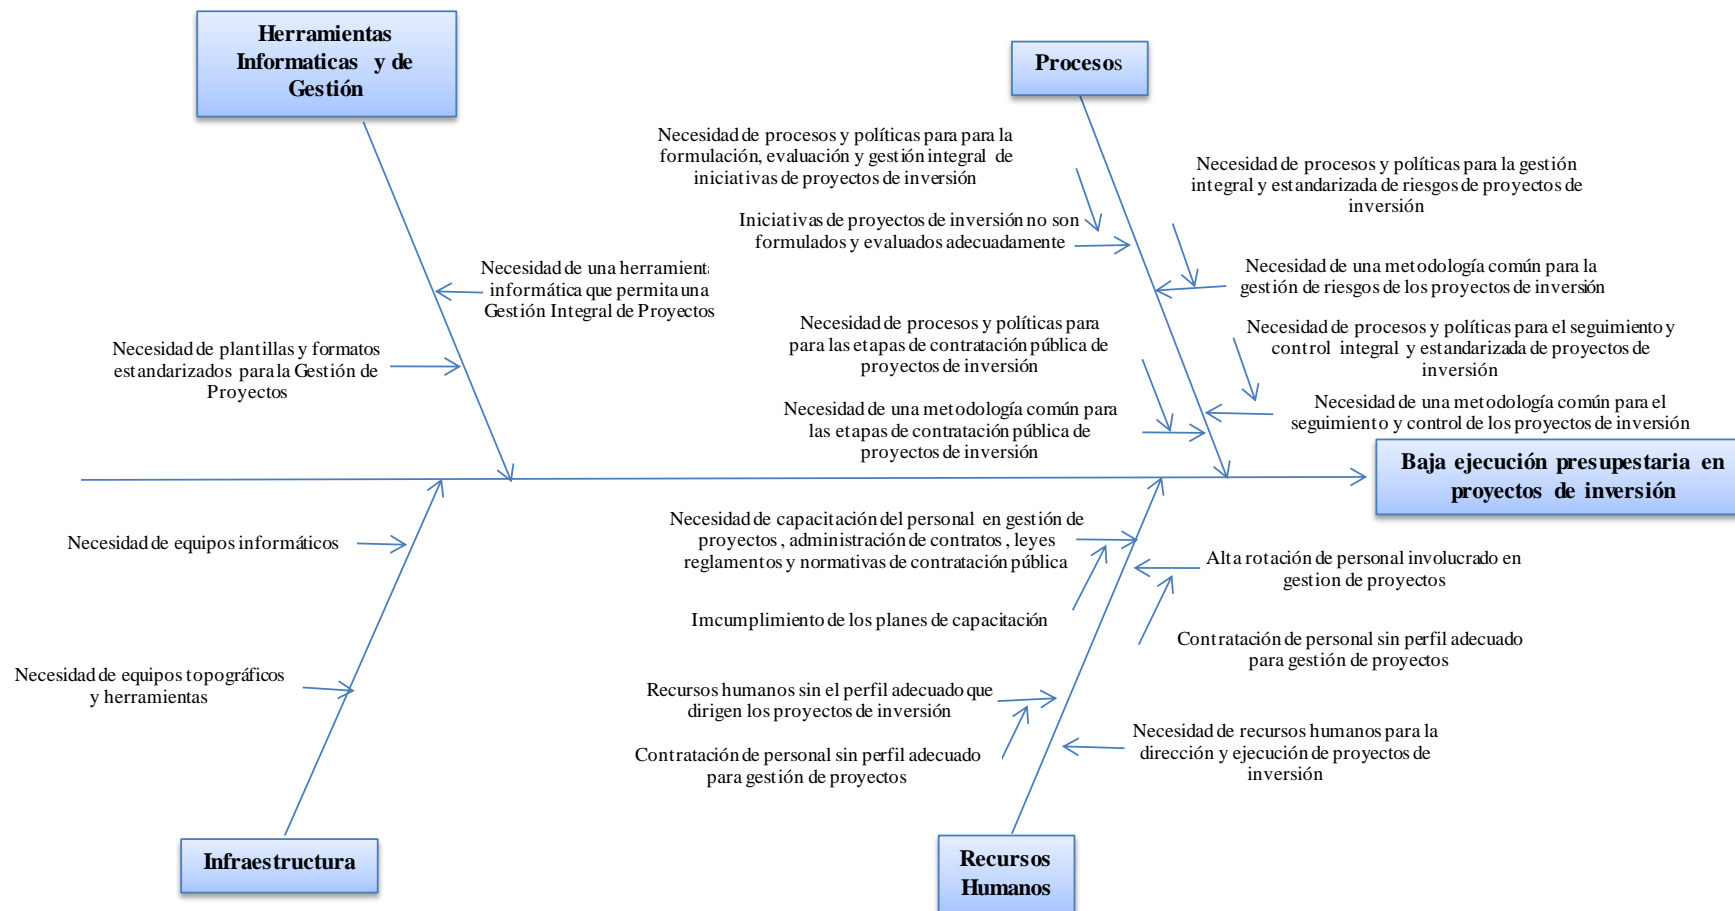 Herramientas
Informaticas y de
Gestión
Procesos
Necesidad de procesos y políticas para para la
formulación, evaluación y gestión integral de
iniciativas de proyectos de inversión
Necesidad de procesos y políticas para la gestión
integral y estandarizada de riesgos de proyectos de
inversión
Iniciativas de proyectos de inversión no son
formulados y evaluados adecuadamente
Necesidad de una herramienta
informática que permita una
Gestión Integral de Proyectos
Necesidad de una metodología común para la
gestión de riesgos de los proyectos de inversión
Necesidad de procesos y políticas para
para las etapas de contratación pública de
proyectos de inversión
Necesidad de procesos y políticas para el seguimiento y
control integral y estandarizada de proyectos de
inversión
Necesidad de plantillas y formatos
estandarizados para la Gestión de
Proyectos
Necesidad de una metodología común para
las etapas de contratación pública de
proyectos de inversión
Necesidad de una metodología común para el
seguimiento y control de los proyectos de inversión
Baja ejecución presupestaria en
proyectos de inversión
Necesidad de equipos informáticos
Necesidad de capacitación del personal en gestión de
proyectos , administración de contratos , leyes
reglamentos y normativas de contratación pública
Alta rotación de personal involucrado en
gestion de proyectos
Imcumplimiento de los planes de capacitación
Contratación de personal sin perfil adecuado
para gestión de proyectos
Necesidad de equipos topográficos
y herramientas
Recursos humanos sin el perfil adecuado que
dirigen los proyectos de inversión
Contratación de personal sin perfil adecuado
para gestión de proyectos
Necesidad de recursos humanos para la
dirección y ejecución de proyectos de
inversión
Infraestructura
Recursos
Humanos